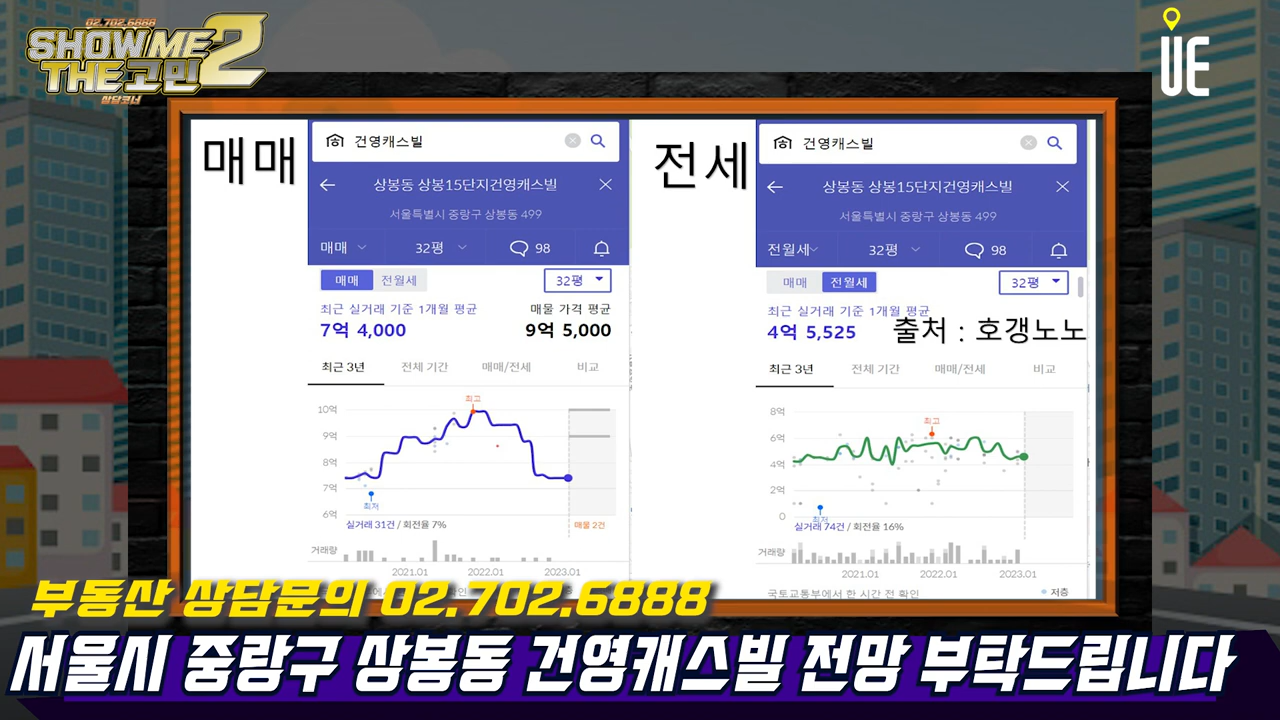 02.702.6888
SHOW ME 2
THE 고민
상담코너
UE
매매
건영캐스빌
상봉동 상봉15단지건영캐스빌
서울특별시 중랑구 상봉동 499
매매 32평 98
매매 전월세 32평
최근 실거래 기준 1개월 평균 매물 가격 평균
7억 4,000 9억 5,000
최근 3년 전체 기간 매매/전세 비교
최고
10억
9억
8억
7억
6억
최저
실거래 31건 / 회전율 7% 매물 2건
거래량
2021.01 2022.01 2023.01
전세
건영캐스빌
상봉동 상봉15단지건영캐스빌
서울특별시 중랑구 상봉동 499
전월세 32평 98
매매 전월세 32평
최근 실거래 기준 1개월 평균
4억 5,525
출처 : 호갱노노
최근 3년 전체 기간 매매/전세 비교
최고
8억
6억
4억
2억
0
최저
실거래 74건 / 회전율 16%
거래량
2021.01 2022.01 2023.01
국토교통부에서 한 시간 전 확인 저층
부동산 상담문의 02.702.6888
서울시 중랑구 상봉동 건영캐스빌 전망 부탁드립니다